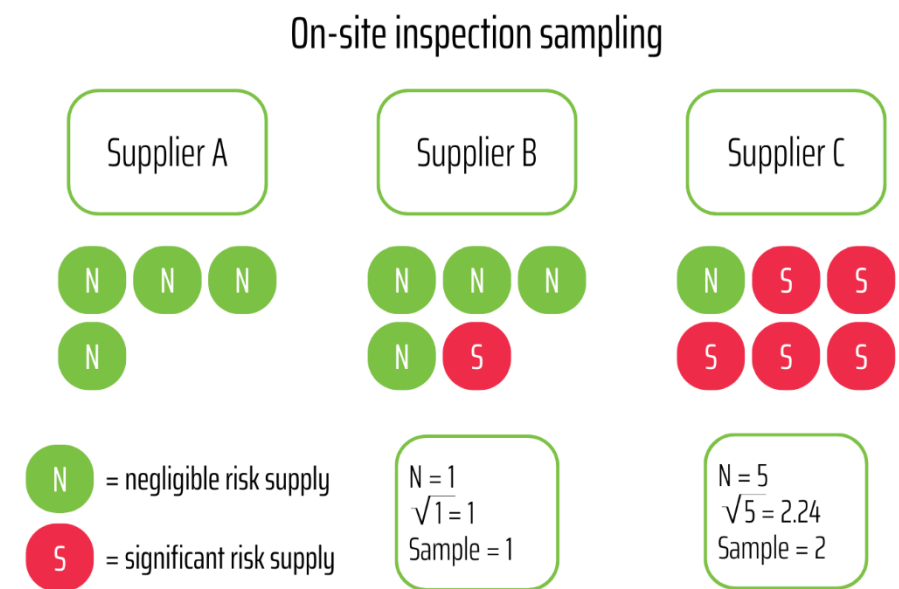 On-site inspection sampling
Supplier A
Supplier B
Supplier C
N N N
N
N N N
N S
N S S
S S S
N = negligible risk supply
S = significant risk supply
N = 1
√1 = 1
Sample = 1
N = 5
√5 = 2.24
Sample = 2